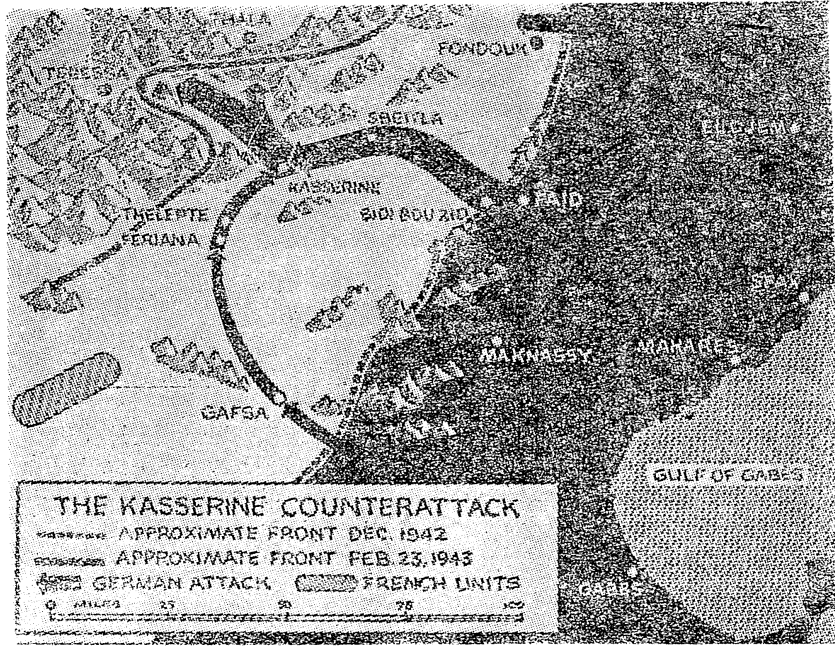 THALA
FONDOUK
TEBESSA
SBEITLA
EL DJEM
KASSERINE
FAID
THELEPTE
SIDI BOU ZID
FERIANA
SFAX
MAKNASSY
MAHARES
GAFSA
GULF OF GABES
THE KASSERINE COUNTERATTACK
APPROXIMATE FRONT DEC. 1942
APPROXIMATE FRONT FEB. 23, 1943
GERMAN ATTACK FRENCH UNITS
0 MILES 25 50 75 100
GABES